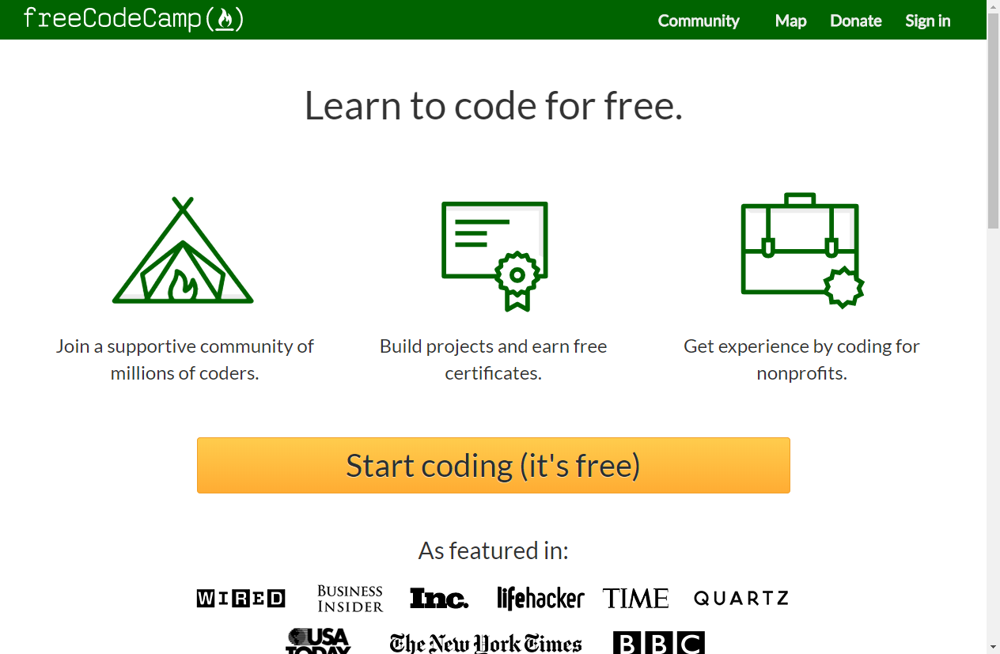 freeCodeCamp
Community Map Donate Sign in
Learn to code for free.
Join a supportive community of
millions of coders.
Build projects and earn free
certificates.
Get experience by coding for
nonprofits.
Start coding (it's free)
As featured in:
WIRED BUSINESS INSIDER Inc. lifehacker TIME QUARTZ
USA TODAY The New York Times BBC